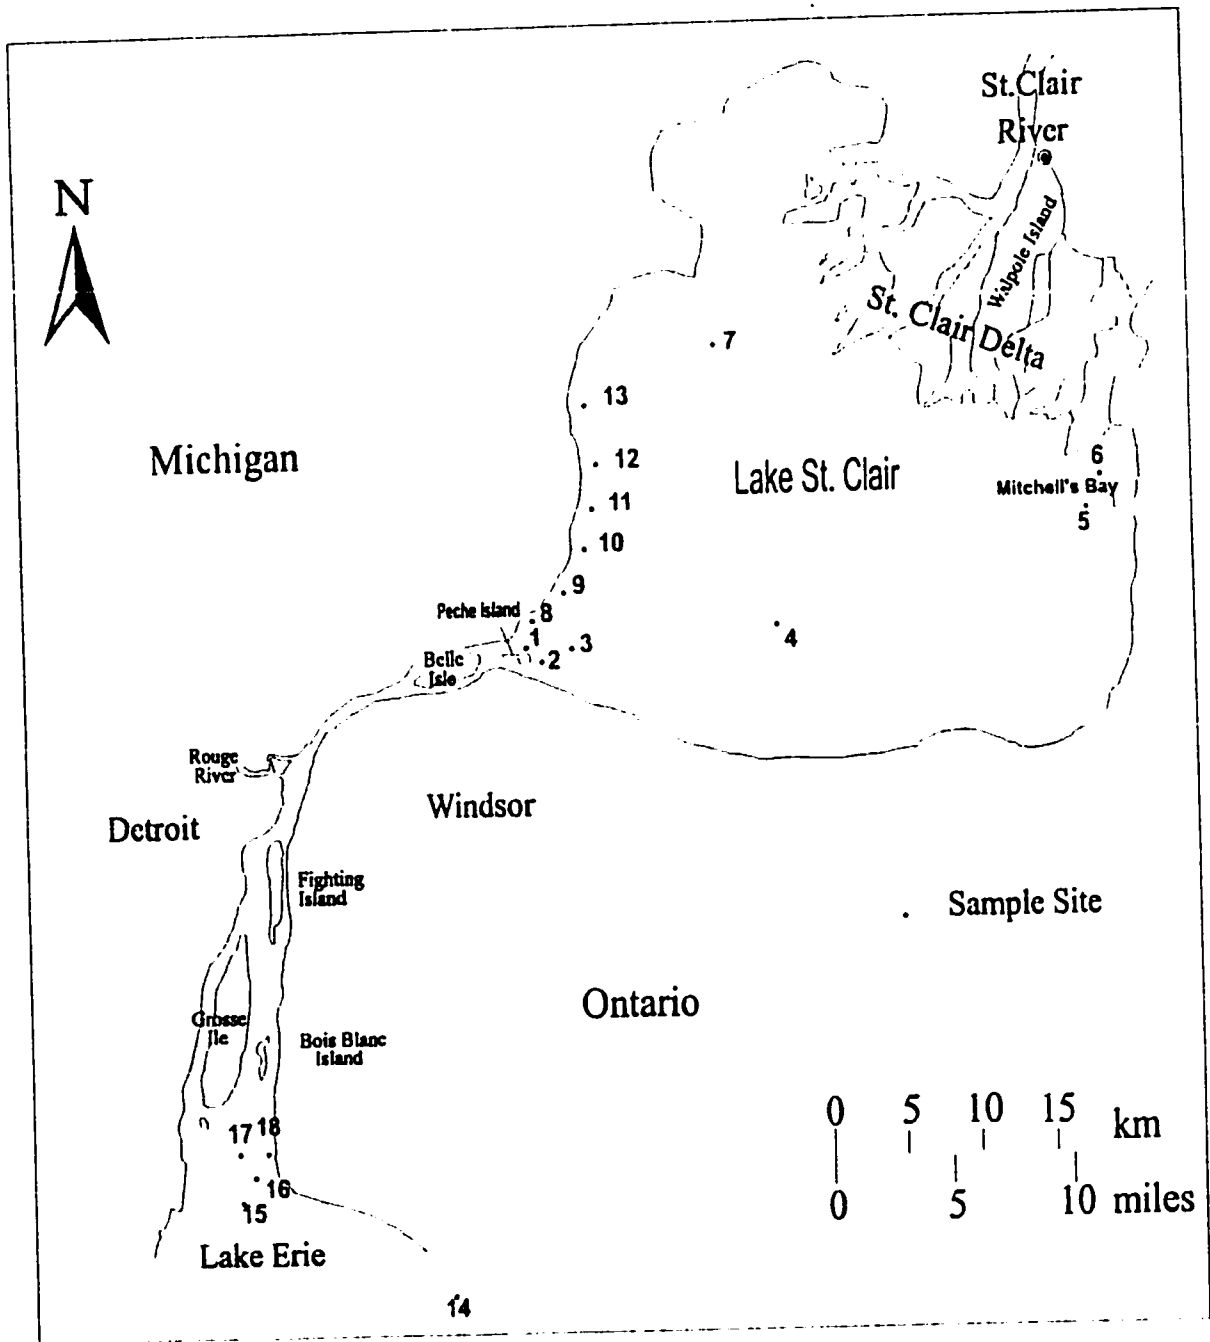 St.Clair
River
N
Walpole Island
St. Clair Delta
7
13
Michigan
12
Lake St. Clair
6
Mitchell's Bay
11
5
10
9
Peche Island
8
1
3
4
2
Belle
Isle
Rouge
River
Windsor
Detroit
Fighting
Island
Sample Site
Ontario
Grosse
Ile
Bois Blanc
Island
0 5 10 15 km
17 18
16
0 5 10 miles
15
Lake Erie
14